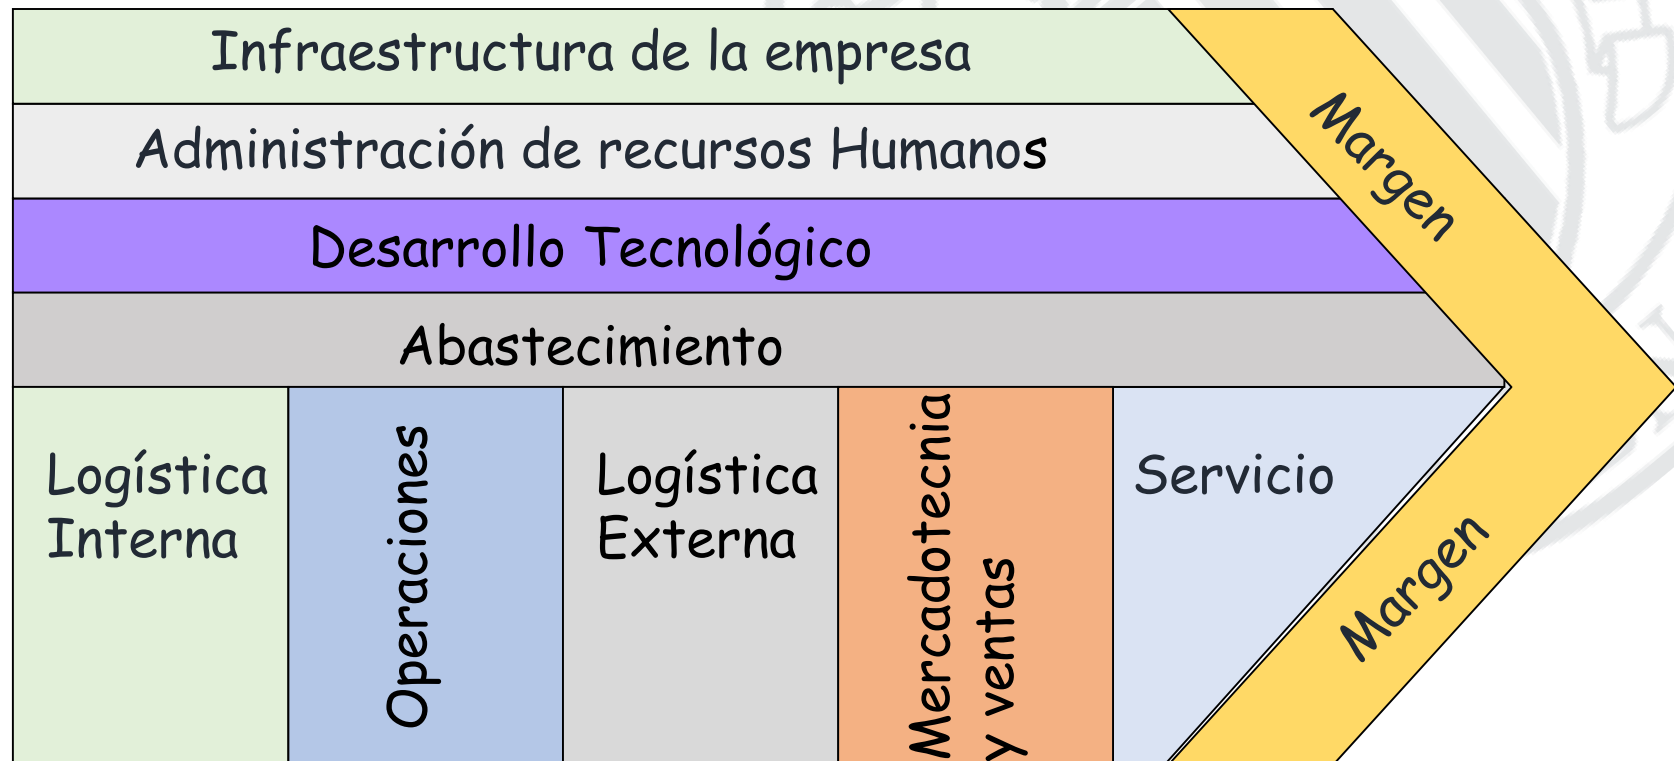 Infraestructura de la empresa
Administración de recursos Humanos
Desarrollo Tecnológico
Abastecimiento
Margen
Logística
Interna
Operaciones
Logística
Externa
Mercadotecnia
y ventas
Servicio
Margen